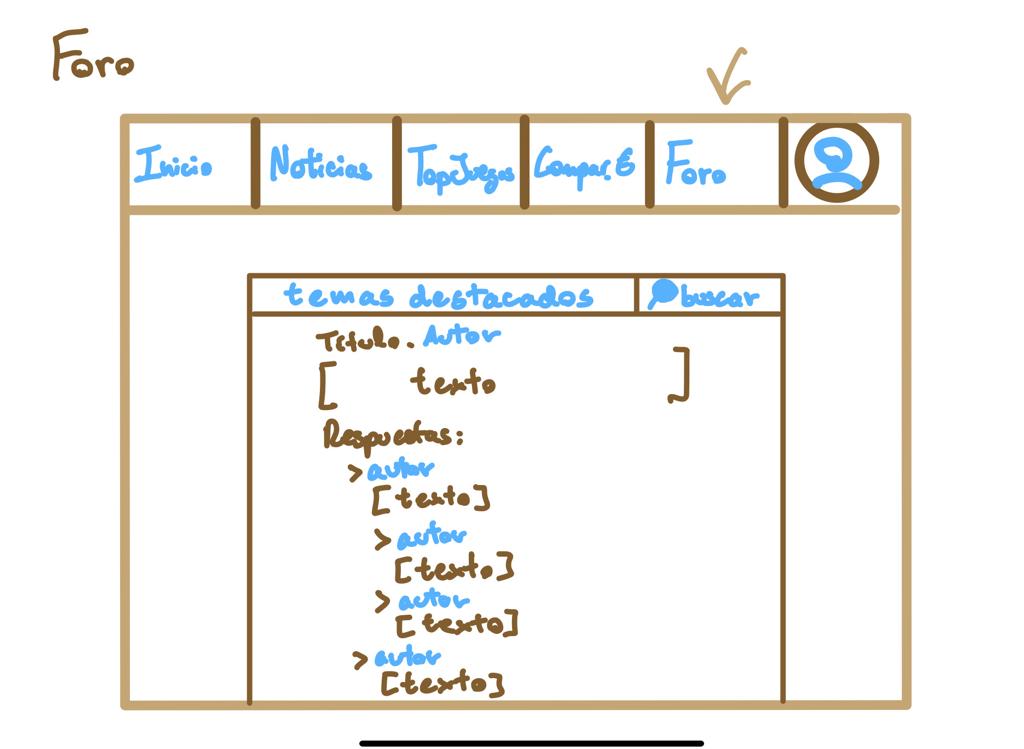 Foro
Inicio Noticias TopJuegos Compar.E Foro
temas destacados buscar
Título. Autor
[ texto ]
Respuestas:
> autor
[texto]
> autor
[texto]
> autor
[texto]
> autor
[texto]